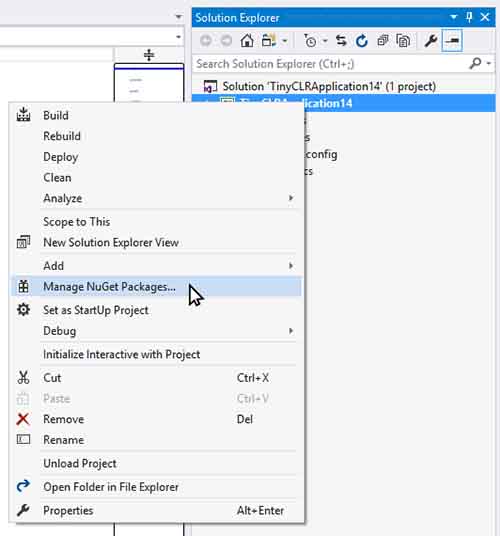 Solution Explorer
Search Solution Explorer (Ctrl+;)
Solution 'TinyCLRApplication14' (1 project)
TinyCLRApplication14
Build
Rebuild
Deploy
Clean
Analyze
Scope to This
New Solution Explorer View
Add
Manage NuGet Packages...
Set as StartUp Project
Debug
Initialize Interactive with Project
Cut Ctrl+X
Paste Ctrl+V
Remove Del
Rename
Unload Project
Open Folder in File Explorer
Properties Alt+Enter